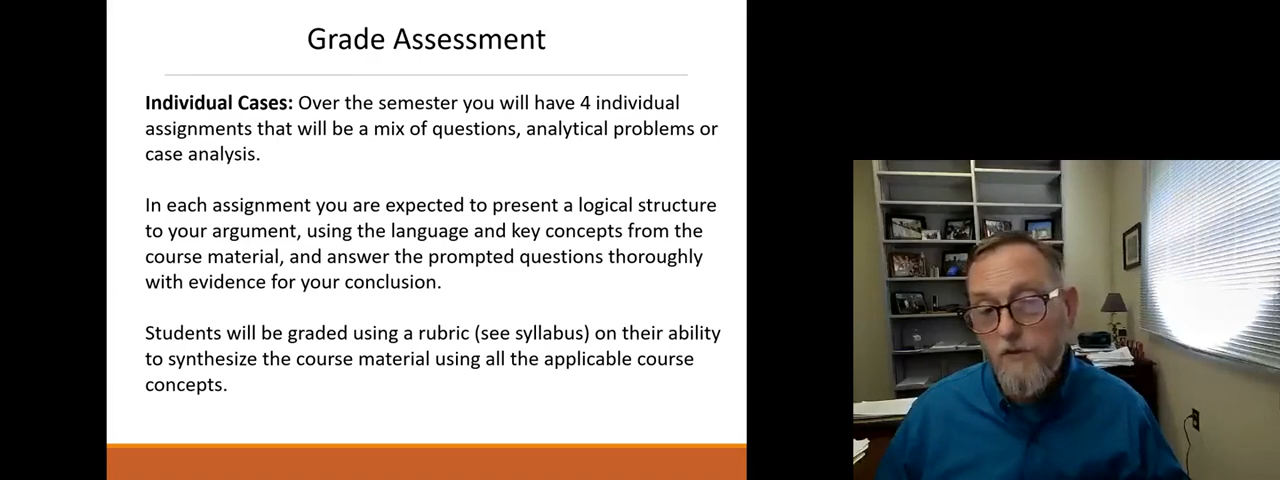 Grade Assessment
Individual Cases: Over the semester you will have 4 individual
assignments that will be a mix of questions, analytical problems or
case analysis.
In each assignment you are expected to present a logical structure
to your argument, using the language and key concepts from the
course material, and answer the prompted questions thoroughly
with evidence for your conclusion.
Students will be graded using a rubric (see syllabus) on their ability
to synthesize the course material using all the applicable course
concepts.